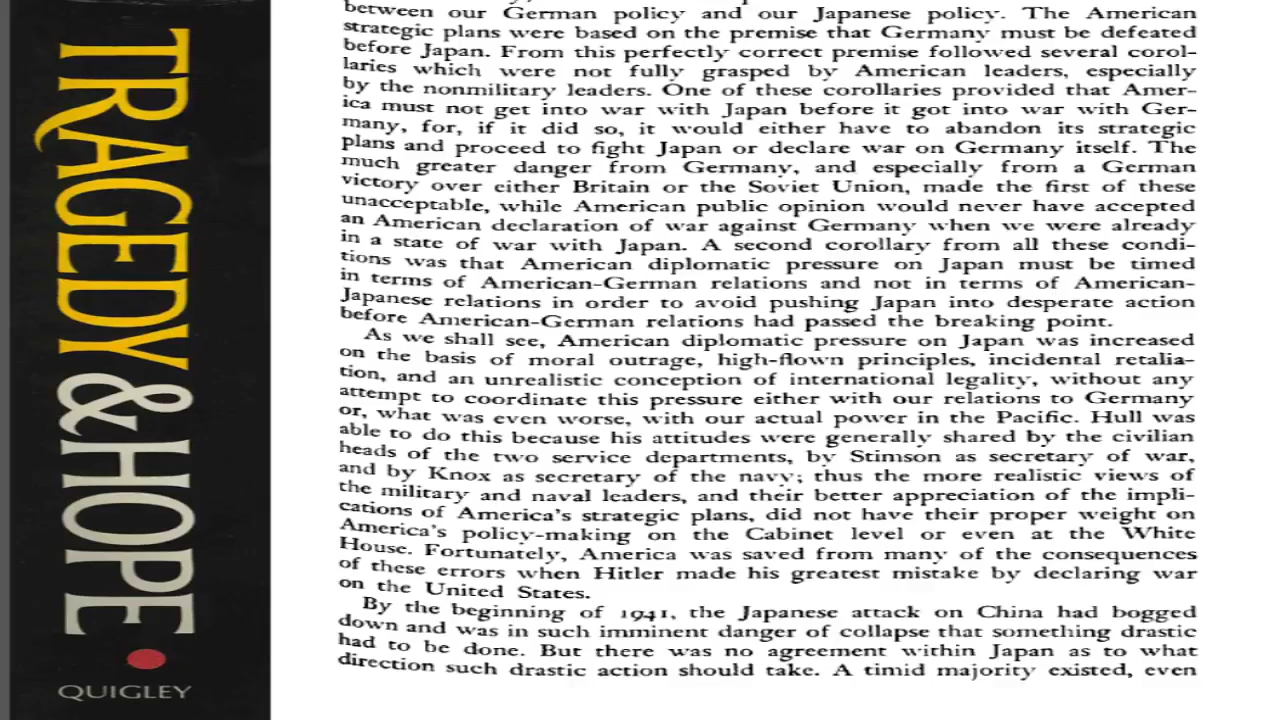 TRAGEDY & HOPE
QUIGLEY
between our German policy and our Japanese policy. The American
strategic plans were based on the premise that Germany must be defeated
before Japan. From this perfectly correct premise followed several corol-
laries which were not fully grasped by American leaders, especially
by the nonmilitary leaders. One of these corollaries provided that Amer-
ica must not get into war with Japan before it got into war with Ger-
many, for, if it did so, it would either have to abandon its strategic
plans and proceed to fight Japan or declare war on Germany itself. The
much greater danger from Germany, and especially from a German
victory over either Britain or the Soviet Union, made the first of these
unacceptable, while American public opinion would never have accepted
an American declaration of war against Germany when we were already
in a state of war with Japan. A second corollary from all these condi-
tions was that American diplomatic pressure on Japan must be timed
in terms of American-German relations and not in terms of American-
Japanese relations in order to avoid pushing Japan into desperate action
before American-German relations had passed the breaking point.
As we shall see, American diplomatic pressure on Japan was increased
on the basis of moral outrage, high-flown principles, incidental retalia-
tion, and an unrealistic conception of international legality, without any
attempt to coordinate this pressure either with our relations to Germany
or, what was even worse, with our actual power in the Pacific. Hull was
able to do this because his attitudes were generally shared by the civilian
heads of the two service departments, by Stimson as secretary of war,
and by Knox as secretary of the navy; thus the more realistic views of
the military and naval leaders, and their better appreciation of the impli-
cations of America's strategic plans, did not have their proper weight on
America's policy-making on the Cabinet level or even at the White
House. Fortunately, America was saved from many of the consequences
of these errors when Hitler made his greatest mistake by declaring war
on the United States.
By the beginning of 1941, the Japanese attack on China had bogged
down and was in such imminent danger of collapse that something drastic
had to be done. But there was no agreement within Japan as to what
direction such drastic action should take. A timid majority existed, even